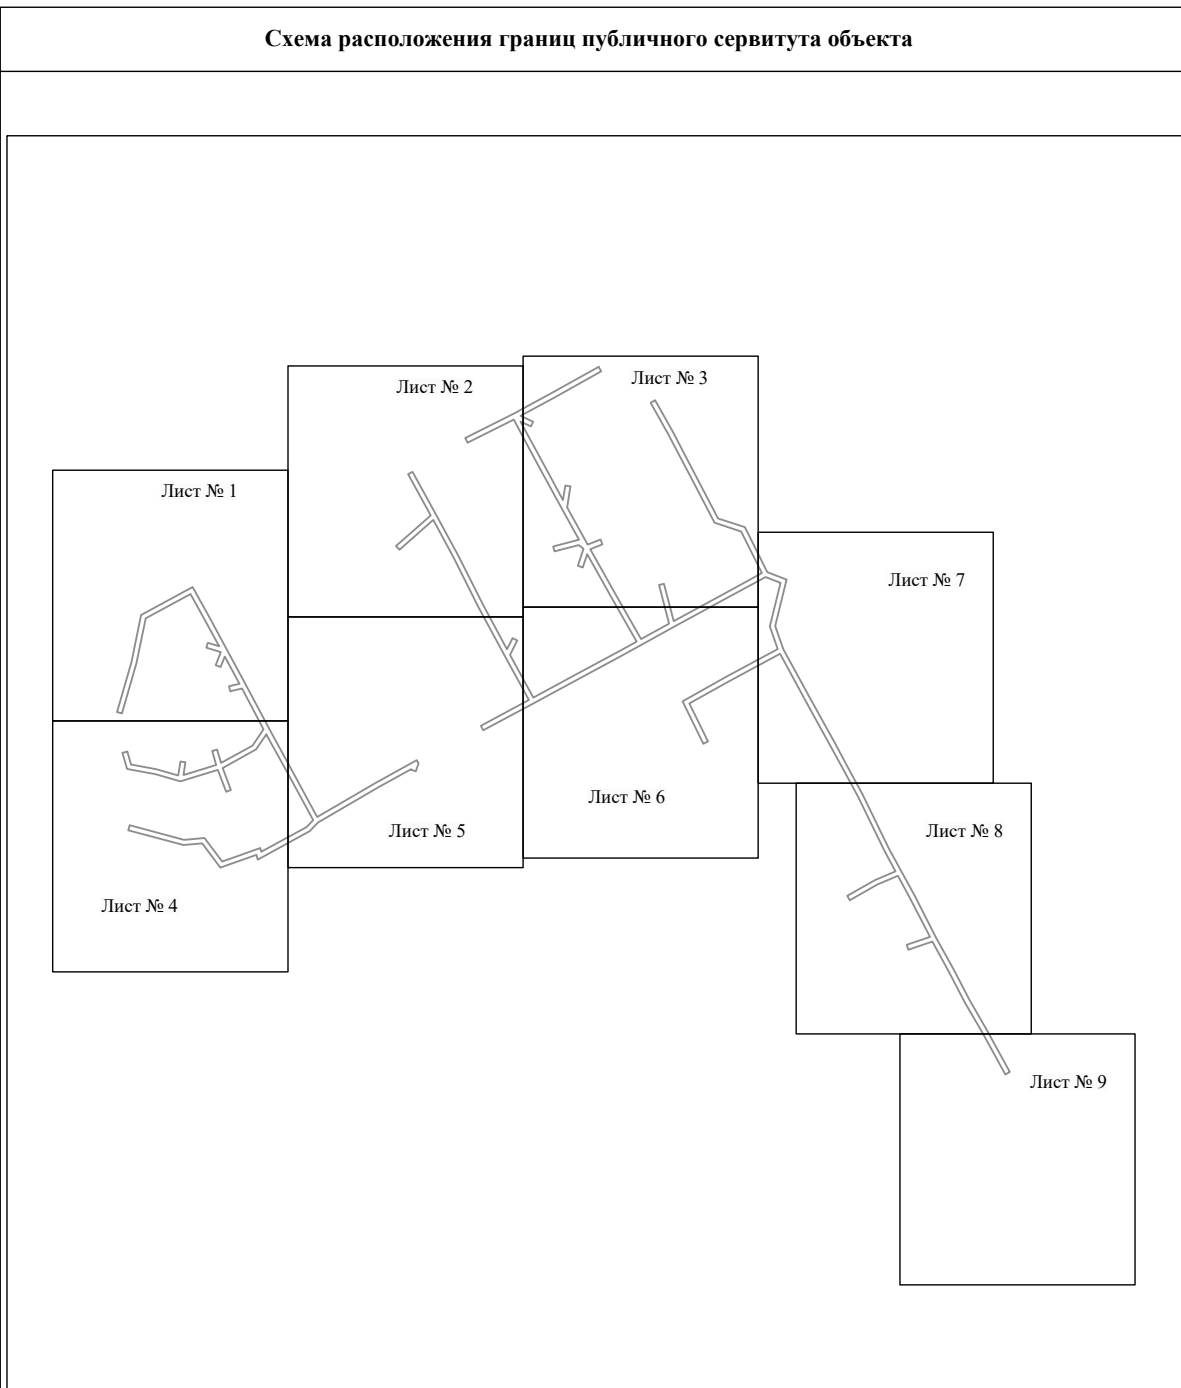 Схема расположения границ публичного сервитута объекта
Лист № 3
Лист № 2
Лист № 1
Лист № 7
Лист № 6
Лист № 5
Лист № 8
Лист № 4
Лист № 9